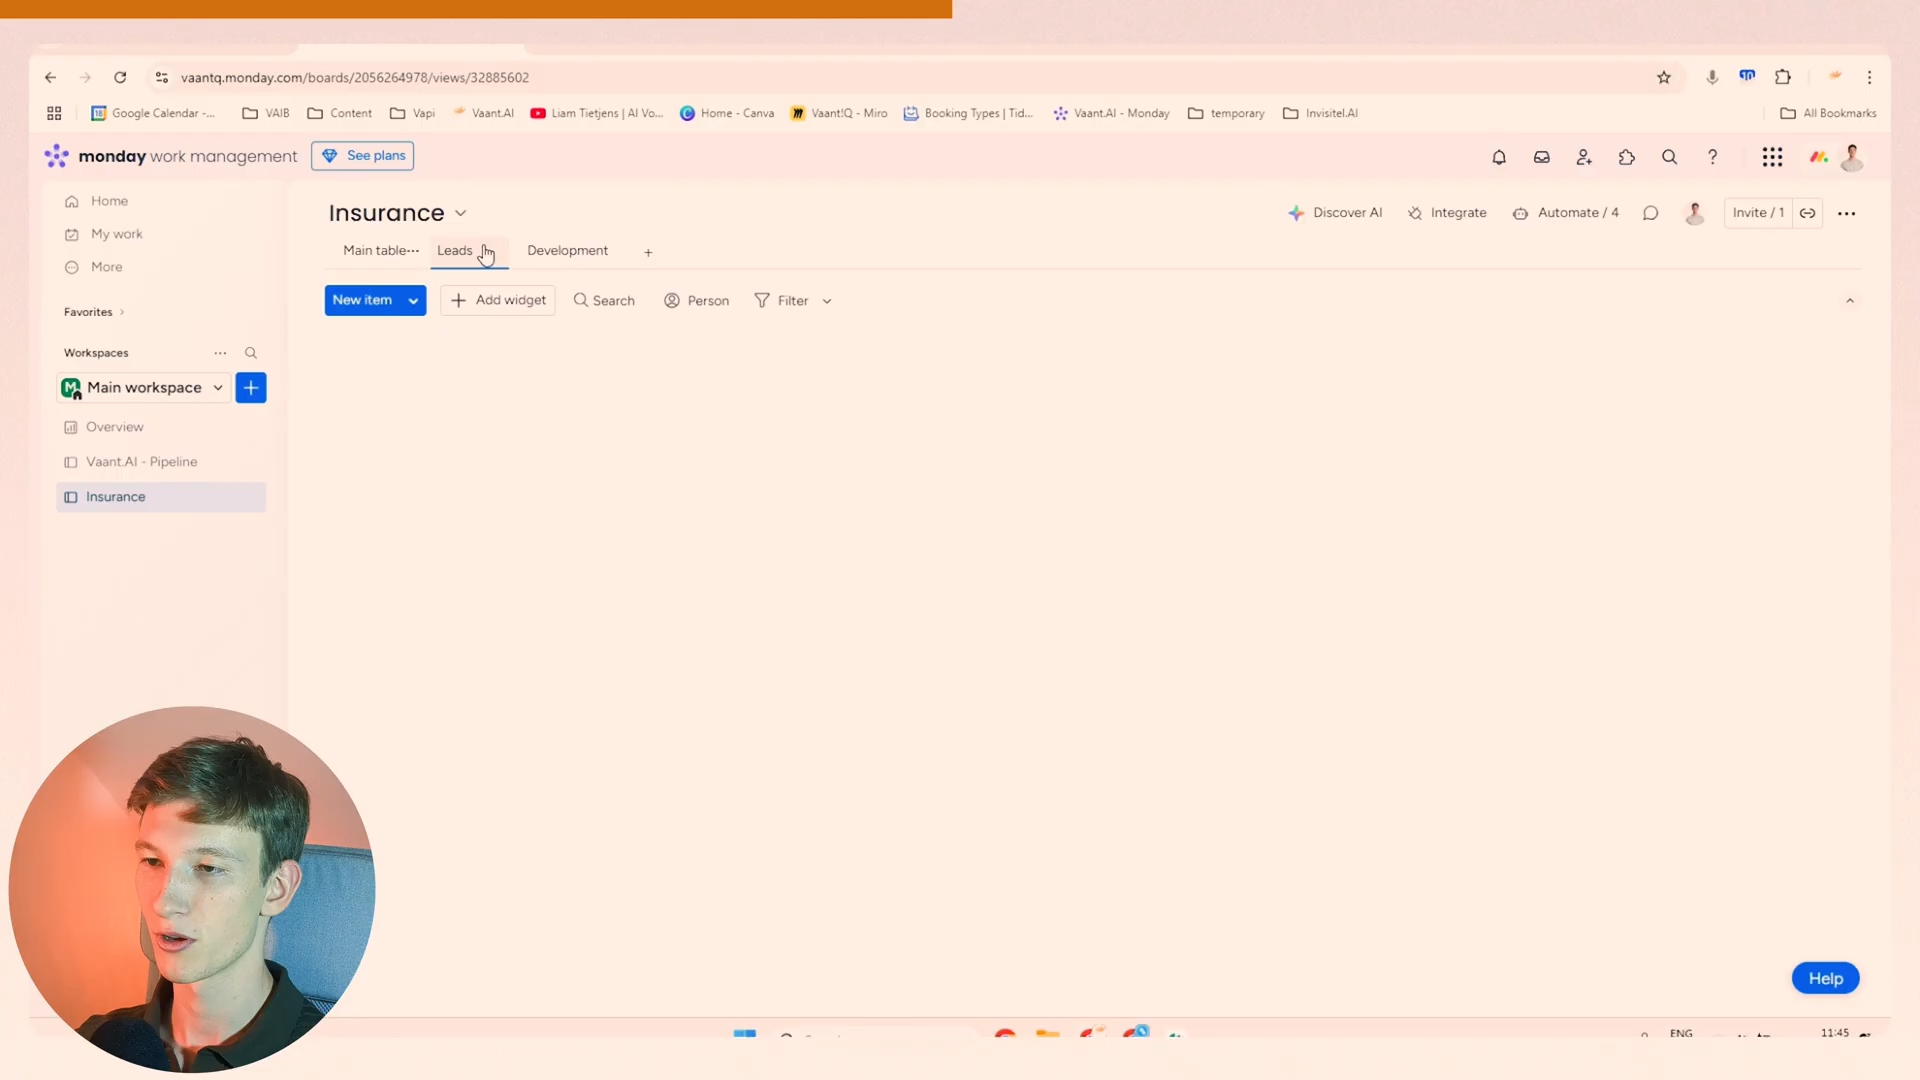 vaantq.monday.com/boards/2056264978/views/32885602
Google Calendar -...
VAIB
Content
Vapi
Vaant.AI
Liam Tietjens | AI Vo...
Home - Canva
Vaant!Q - Miro
Booking Types | Tid...
Vaant.AI - Monday
temporary
Invisitel.AI
All Bookmarks
monday work management
See plans
Home
My work
More
Favorites
Workspaces
M
Main workspace
Overview
Vaant.AI - Pipeline
Insurance
Insurance
Discover AI
Integrate
Automate / 4
Invite / 1
Main table
Leads
Development
New item
Add widget
Search
Person
Filter
Help
ENG
11:45